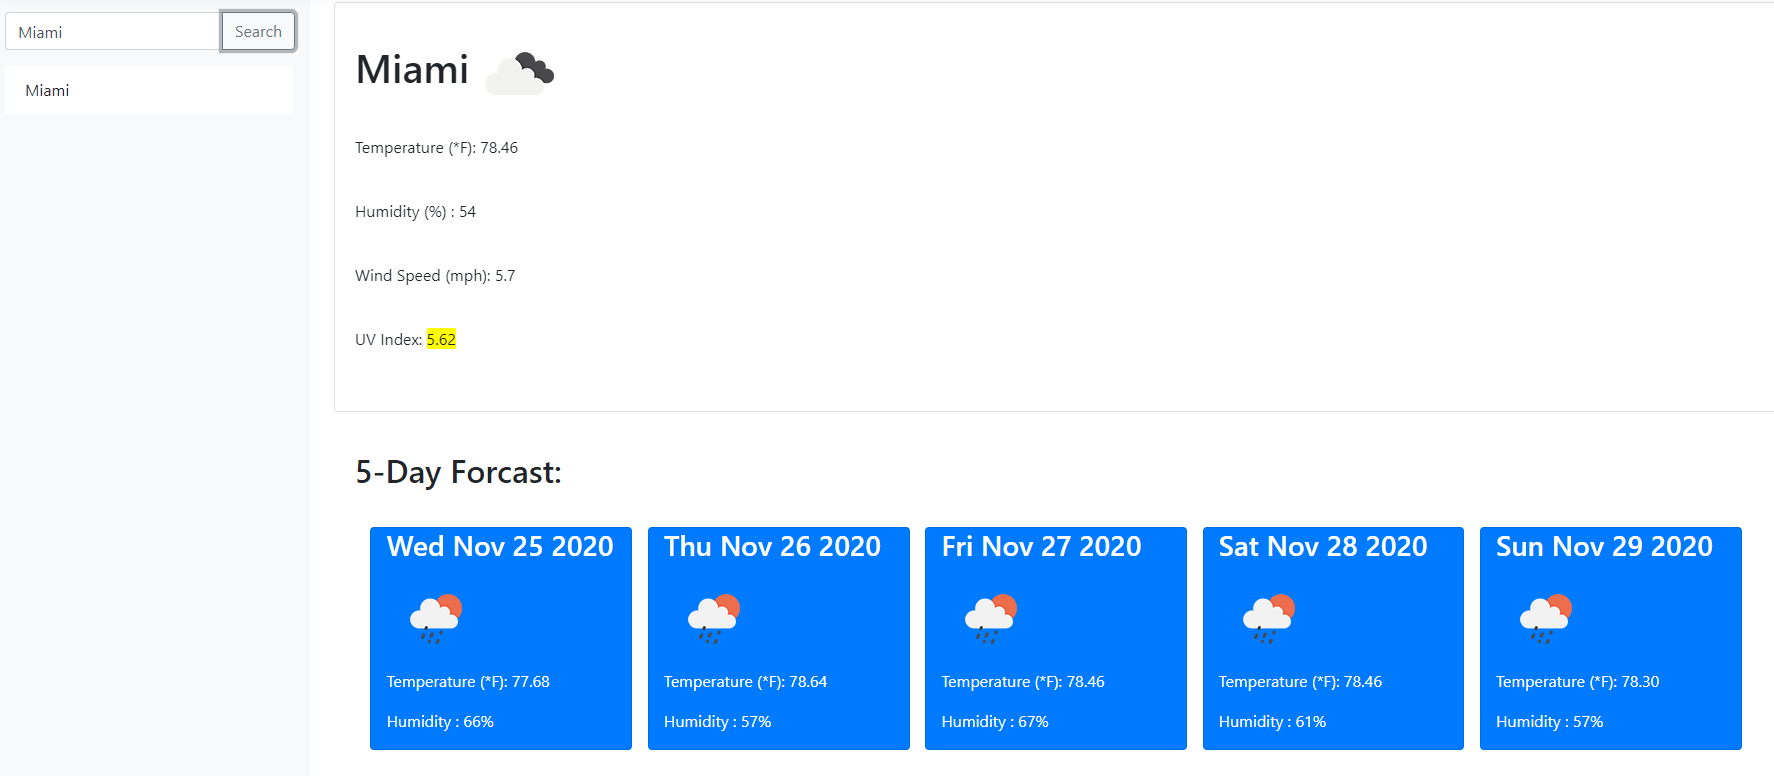 Miami
Search
Miami
Miami
Temperature (*F): 78.46
Humidity (%) : 54
Wind Speed (mph): 5.7
UV Index: 5.62
5-Day Forcast:
Wed Nov 25 2020
Temperature (*F): 77.68
Humidity : 66%
Thu Nov 26 2020
Temperature (*F): 78.64
Humidity : 57%
Fri Nov 27 2020
Temperature (*F): 78.46
Humidity : 67%
Sat Nov 28 2020
Temperature (*F): 78.46
Humidity : 61%
Sun Nov 29 2020
Temperature (*F): 78.30
Humidity : 57%